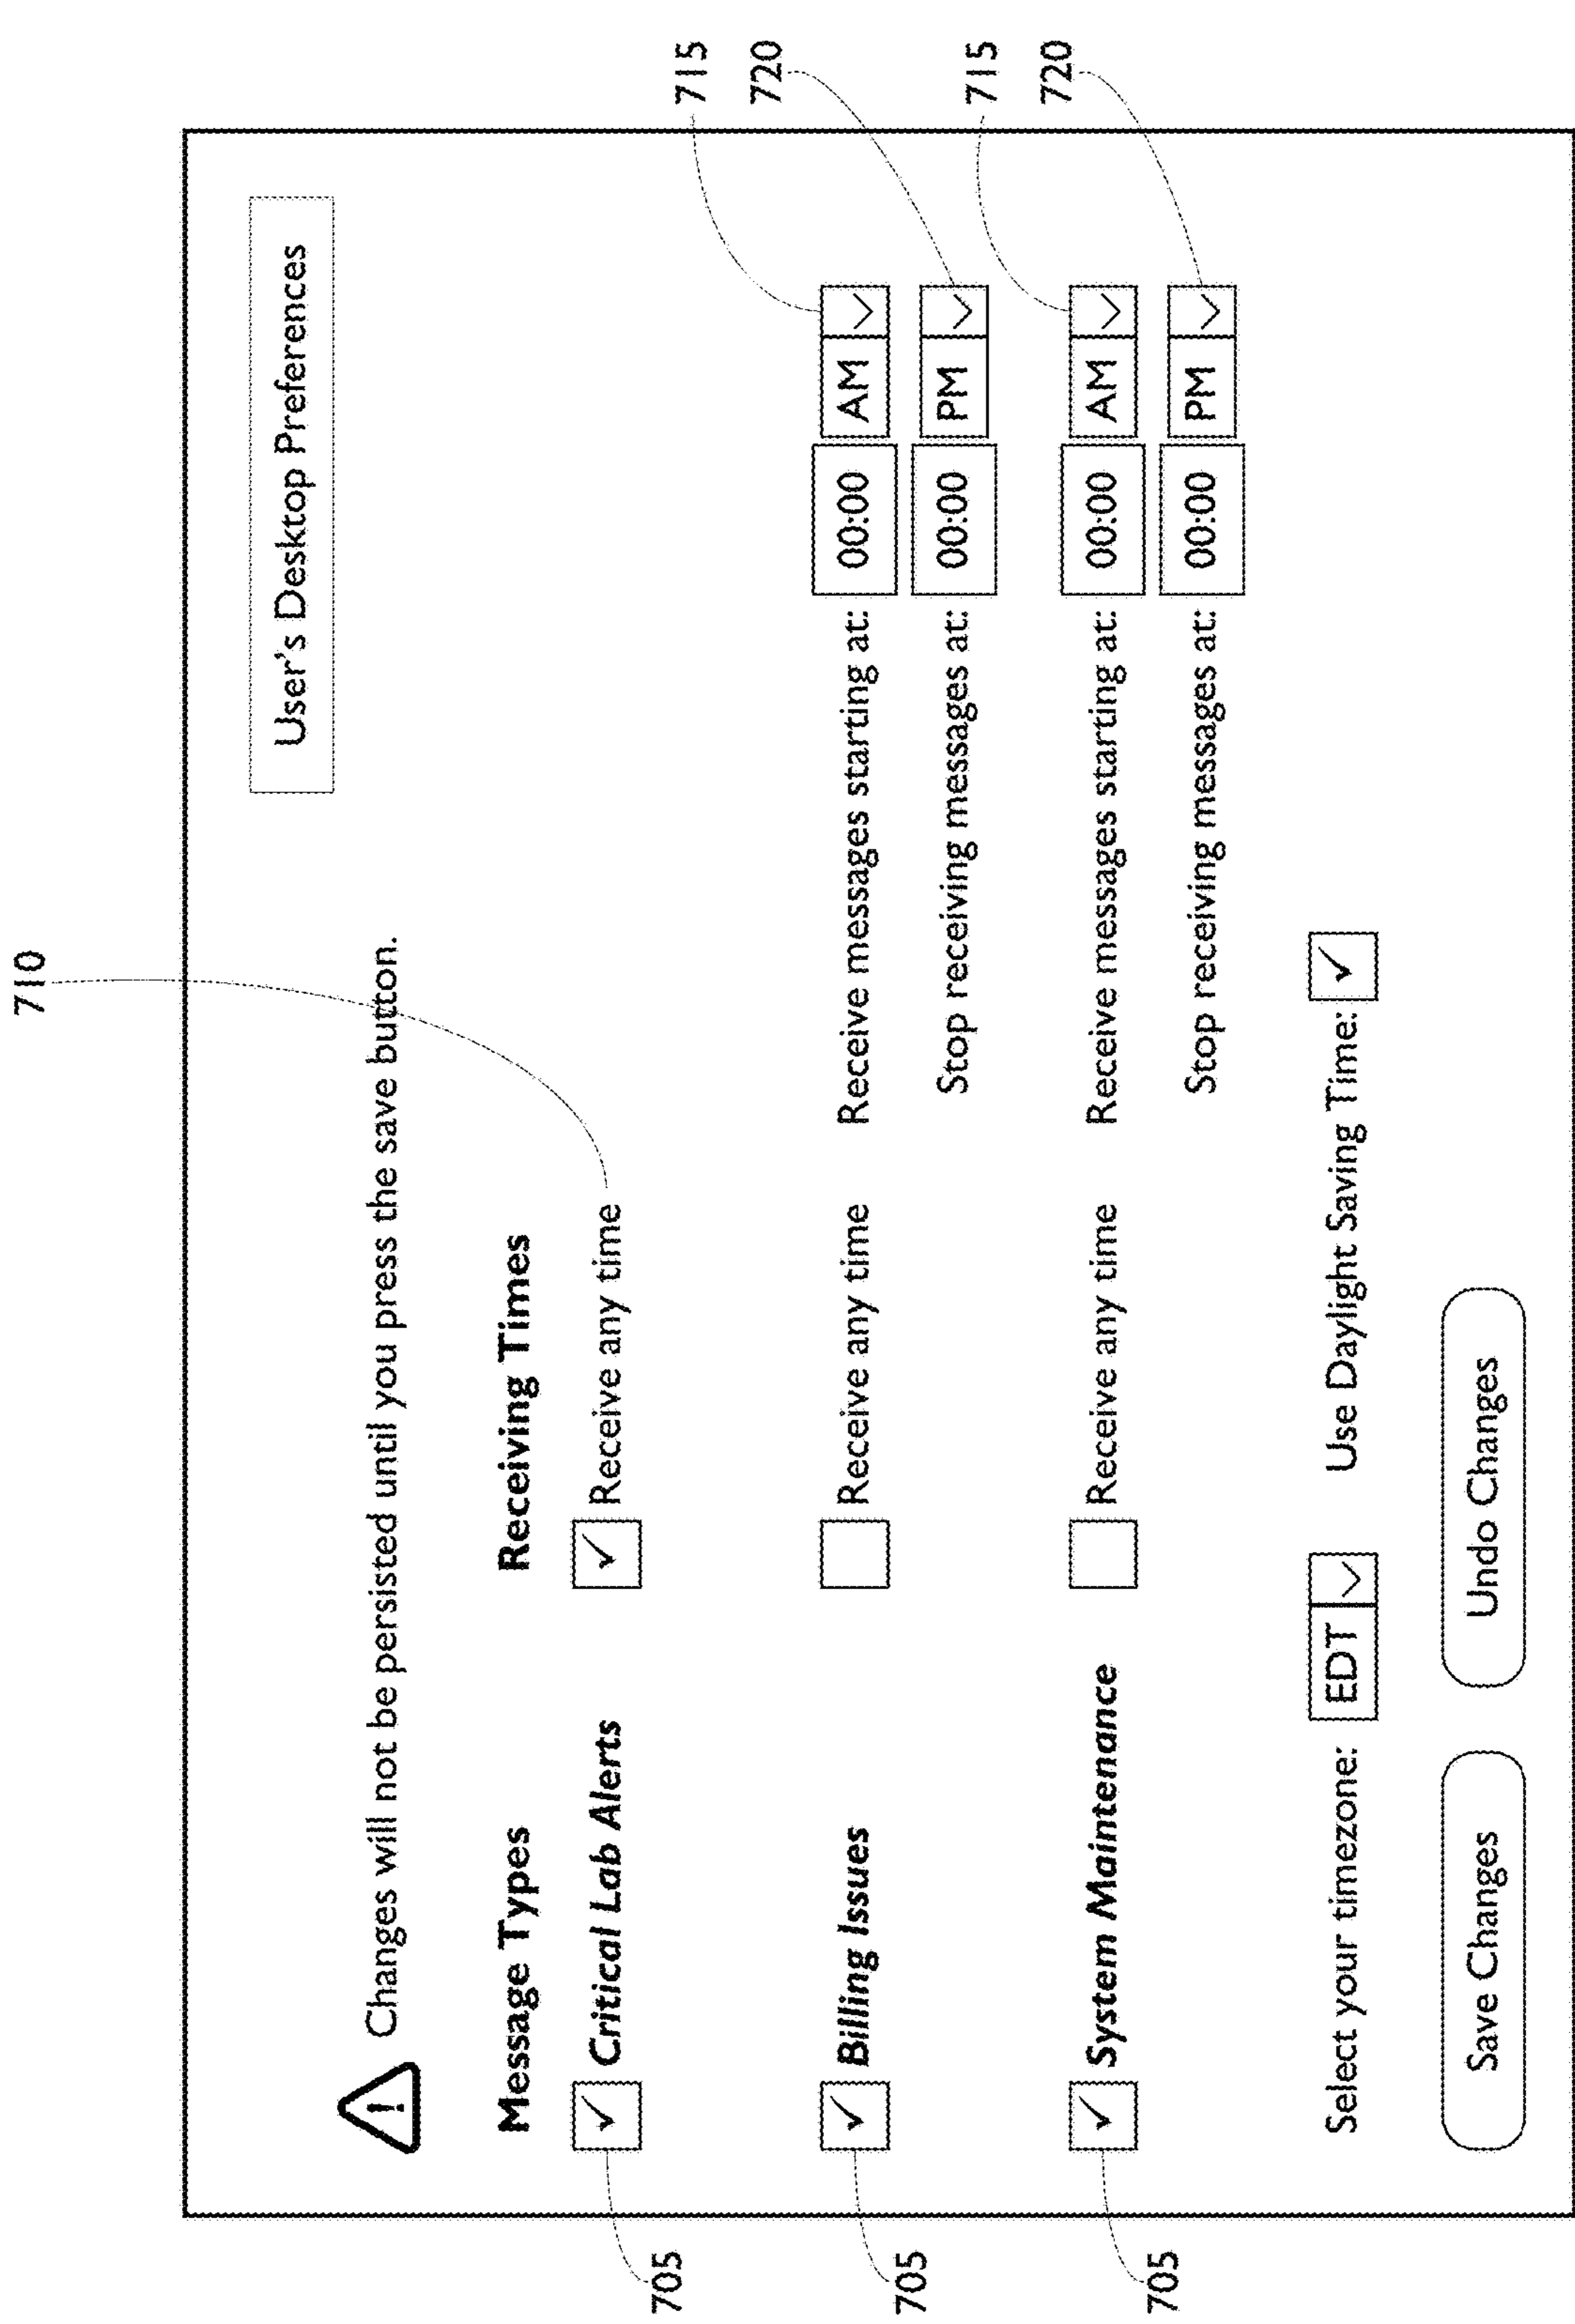 710
User's Desktop Preferences
Changes will not be persisted until you press the save button.
Message Types Receiving Times
Critical Lab Alerts Receive any time
715
720
Billing Issues Receive any time Receive messages starting at: 00:00 AM
Stop receiving messages at: 00:00 PM
715
720
System Maintenance Receive any time Receive messages starting at: 00:00 AM
Stop receiving messages at: 00:00 PM
Select your timezone: EDT Use Daylight Saving Time:
Save Changes Undo Changes
705
705
705